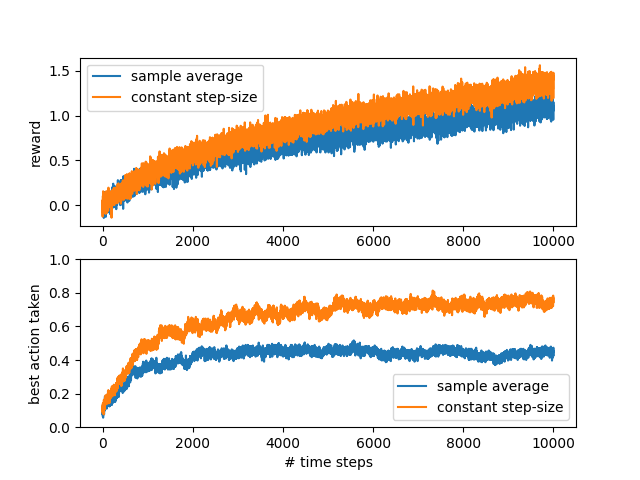 sample average
constant step-size
reward
1.5
1.0
0.5
0.0
0 2000 4000 6000 8000 10000
best action taken
1.0
0.8
0.6
0.4
0.2
0.0
sample average
constant step-size
0 2000 4000 6000 8000 10000
# time steps